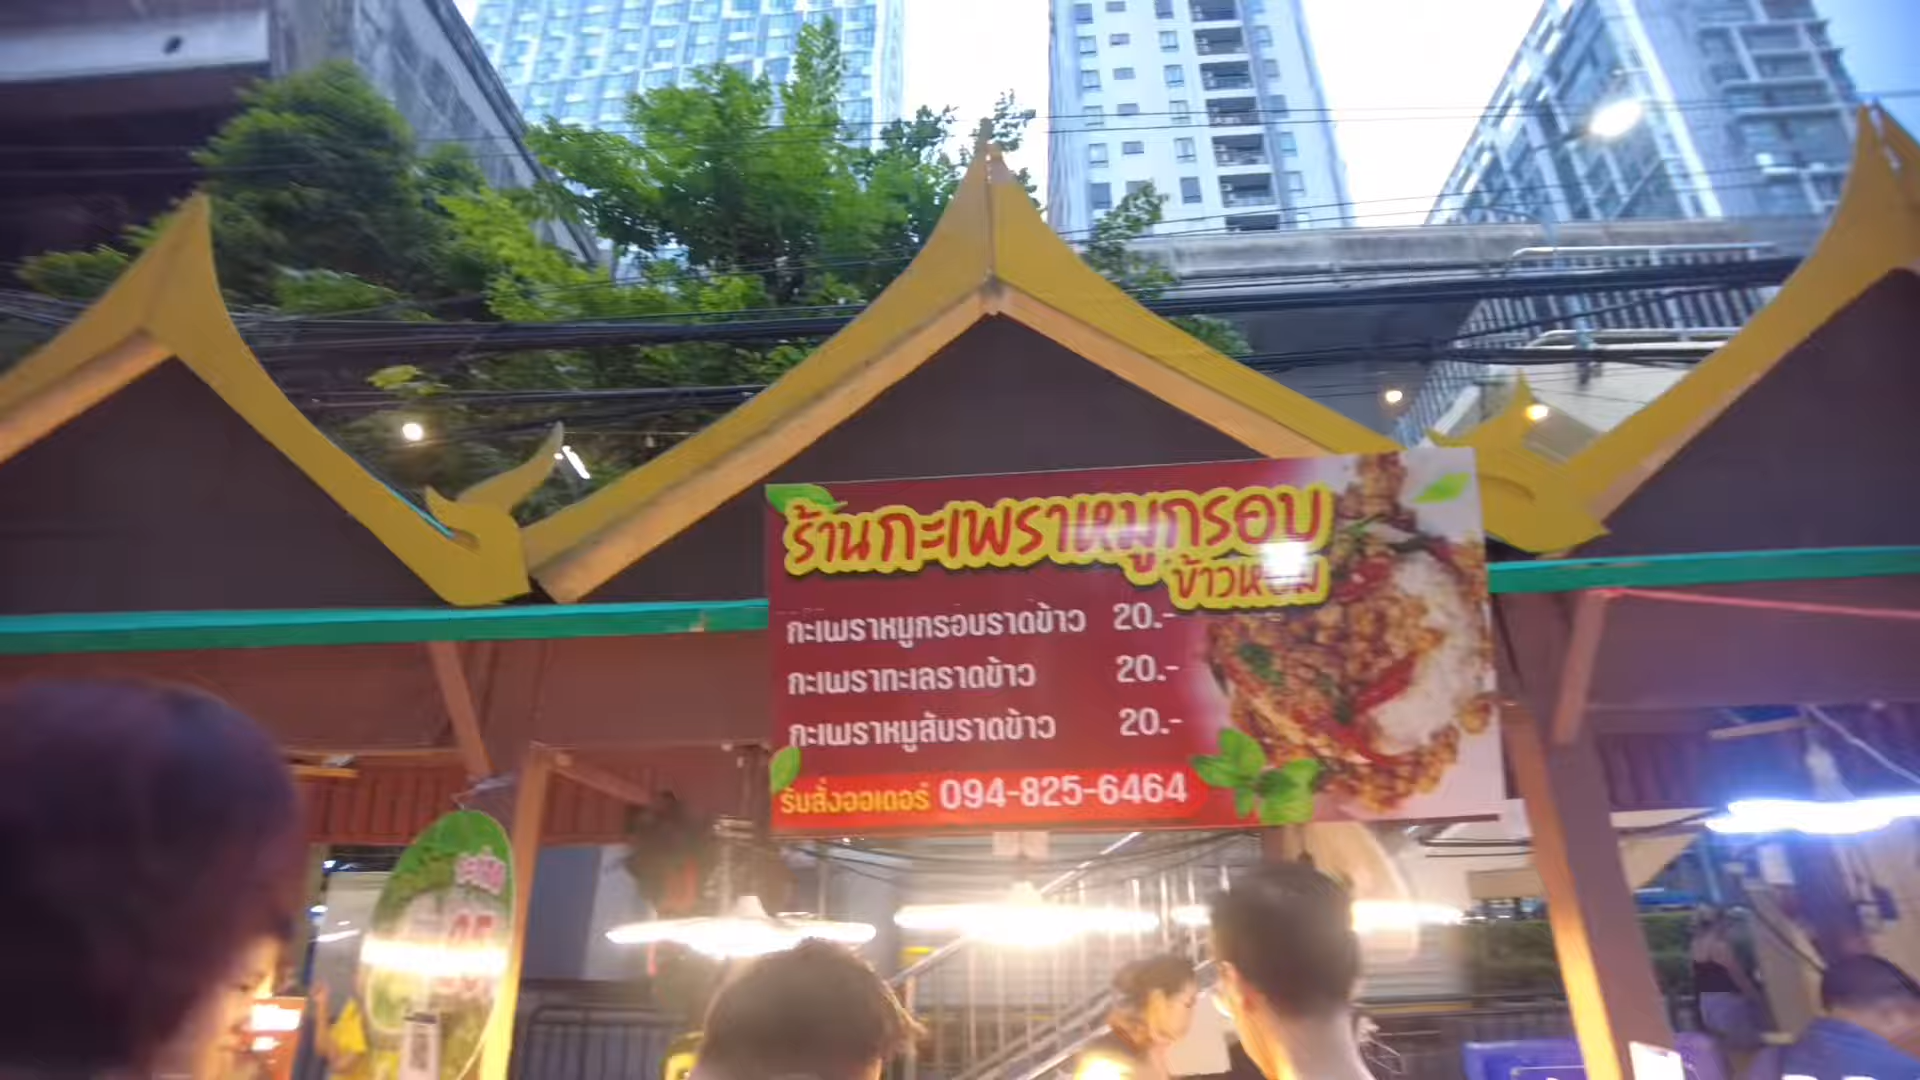 ร้านกะเพราหมูกรอบ
ข้าวหอม
กะเพราหมูกรอบราดข้าว 20.-
กะเพราทะเลราดข้าว 20.-
กะเพราหมูสับราดข้าว 20.-
รับสั่งออเดอร์ 094-825-6464